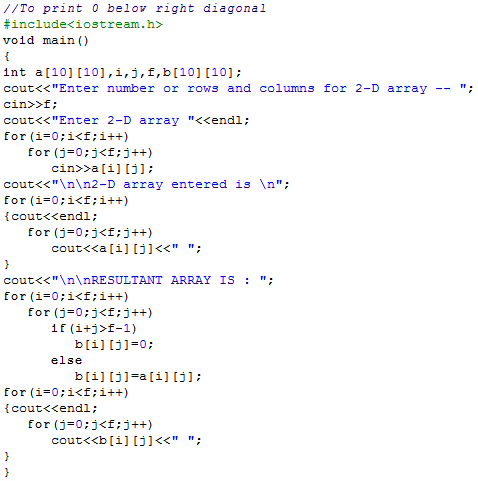 //To print 0 below right diagonal
#include<iostream.h>
void main()
{
int a[10][10],i,j,f,b[10][10];
cout<<"Enter number or rows and columns for 2-D array -- ";
cin>>f;
cout<<"Enter 2-D array "<<endl;
for(i=0;i<f;i++)
   for(j=0;j<f;j++)
      cin>>a[i][j];
cout<<"\n\n2-D array entered is \n";
for(i=0;i<f;i++)
{cout<<endl;
   for(j=0;j<f;j++)
      cout<<a[i][j]<<" ";
}
cout<<"\n\nRESULTANT ARRAY IS : ";
for(i=0;i<f;i++)
   for(j=0;j<f;j++)
      if(i+j>f-1)
         b[i][j]=0;
      else
         b[i][j]=a[i][j];
for(i=0;i<f;i++)
{cout<<endl;
   for(j=0;j<f;j++)
      cout<<b[i][j]<<" ";
}
}